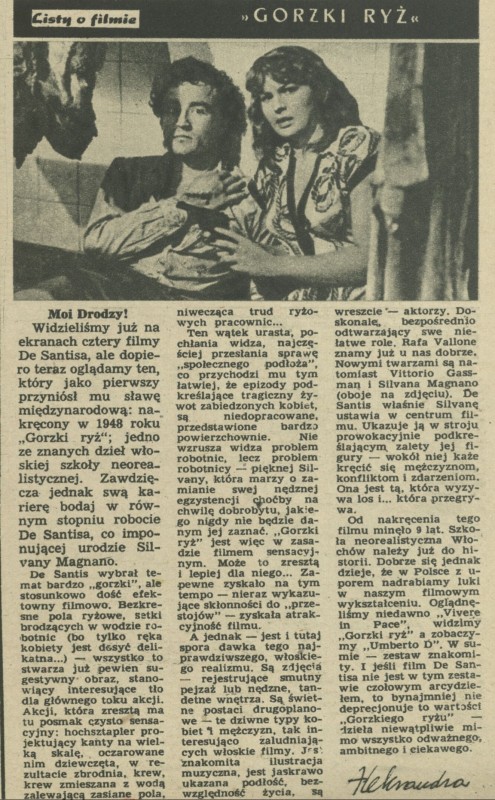 Listy o filmie
»GORZKI RYŻ«
Moi Drodzy!
Widzieliśmy już na
ekranach cztery filmy
De Santisa, ale dopie-
ro teraz oglądamy ten,
który jako pierwszy
przyniósł mu sławę
międzynarodową: na-
kręcony w 1948 roku
„Gorzki ryż"; jedno
ze znanych dzieł wło-
skiej szkoły neorea-
listycznej. Zawdzię-
cza jednak swą ka-
rierę bodaj w rów-
nym stopniu robocie
De Santisa, co impo-
nującej urodzie Sil-
vany Magnano.
De Santis wybrał te-
mat bardzo „gorzki", ale
stosunkowo dość efek-
towny filmowo. Bezkre-
sne pola ryżowe, setki
brodzących w wodzie ro-
botnic (bo tylko ręka
kobiety jest dosyć deli-
katna...) — wszystko to
stwarza już pewien su-
gestywny obraz, stano-
wiący interesujące tło
dla głównego toku akcji.
Akcji, która zresztą ma
tu posmak czysto sensa-
cyjny: hochsztapler pro-
jektujący kanty na wiel-
ką skalę, oczarowane
nim dziewczęta, w re-
zultacie zbrodnia, krew,
krew zmieszana z wodą
zalewającą zasiane pola,
niwecząca trud ryżo-
wych pracownic...
Ten wątek urasta, po-
chłania widza, najczę-
ściej przesłania sprawę
„społecznego podłoża",
co przychodzi mu tym
łatwiej, że epizody pod-
kreślające tragiczny ży-
wot zabiedzonych kobiet,
są niedopracowane,
przedstawione bardzo
powierzchownie. Nie
wzrusza widza problem
robotnic, lecz problem
robotnicy — pięknej Sil-
vany, która marzy o za-
mianie swej nędznej
egzystencji choćby na
chwilę dobrobytu, jakie-
go nigdy nie będzie da-
nym jej zaznać. „Gorzki
ryż" jest więc w zasa-
dzie filmem sensacyj-
nym. Może to zresztą
i lepiej dla niego... Za-
pewne zyskało na tym
tempo — nieraz wykazu-
jące skłonności do „prze-
stojów" — zyskała atrak-
cyjność filmu.
A jednak — jest i tutaj
spora dawka tego naj-
prawdziwszego, włoskie-
go realizmu. Są zdjęcia
— rejestrujące smutny
pejzaż lub nędzne, tan-
detne wnętrza. Są świet-
ne postaci drugoplano-
we — te dziwne typy ko-
biet i mężczyzn, tak in-
teresująco zaludniają-
cych włoskie filmy. Jest
znakomita ilustracja
muzyczna, jest jaskrawo
ukazana podłość, bez-
względność życia, są
wreszcie — aktorzy. Do-
skonale, bezpośrednio
odtwarzający swe nie-
łatwe role. Rafa Vallone
znamy już u nas dobrze.
Nowymi twarzami są na-
tomiast Vittorio Gass-
man i Silvana Magnano
(oboje na zdjęciu). De
Santis właśnie Silvanę
ustawia w centrum fil-
mu. Ukazuje ją w stroju
prowokacyjnie podkre-
ślającym zalety jej fi-
gury — wokół niej każe
kręcić się mężczyznom,
konfliktom i zdarzeniom.
Ona jest tą, która wyzy-
wa los i... która przegry-
wa.
Od nakręcenia tego
filmu minęło 9 lat. Szko-
ła neorealistyczna Wło-
chów należy już do hi-
storii. Dobrze się jednak
dzieje, że w Polsce z u-
porem nadrabiamy luki
w naszym filmowym
wykształceniu. Oglądnę-
liśmy niedawno „Vivere
in Pace", widzimy
„Gorzki ryż" a zobaczy-
my „Umberto D". W su-
mie — zestaw znakomi-
ty. I jeśli film De San-
tisa nie jest w tym zesta-
wie czołowym arcydzie-
łem, to bynajmniej nie
deprecjonuje to wartości
„Gorzkiego ryżu" —
dzieła niewątpliwie mi-
mo wszystko odważnego,
ambitnego i ciekawego.
Aleksandra